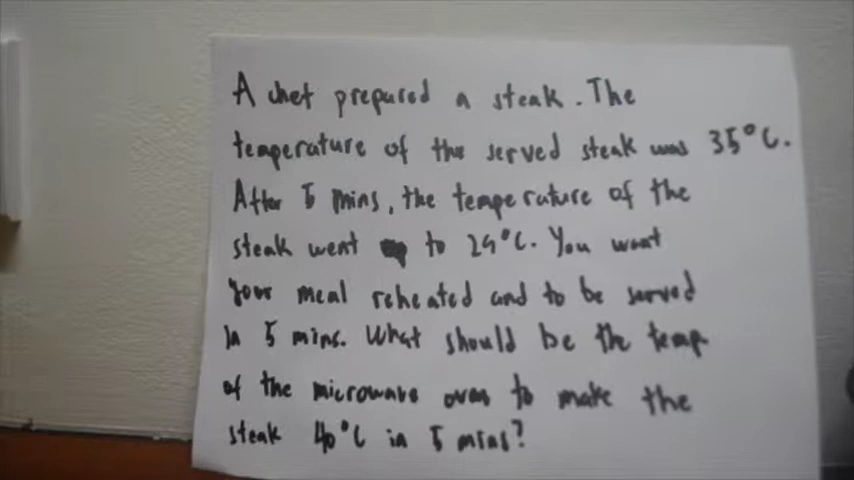 A chef prepared a steak. The
temperature of the served steak was 35°C.
After 5 mins, the temperature of the
steak went to 29°C. You want
your meal reheated and to be served
in 5 mins. What should be the temp
of the microwave oven to make the
steak 40°C in 5 mins?